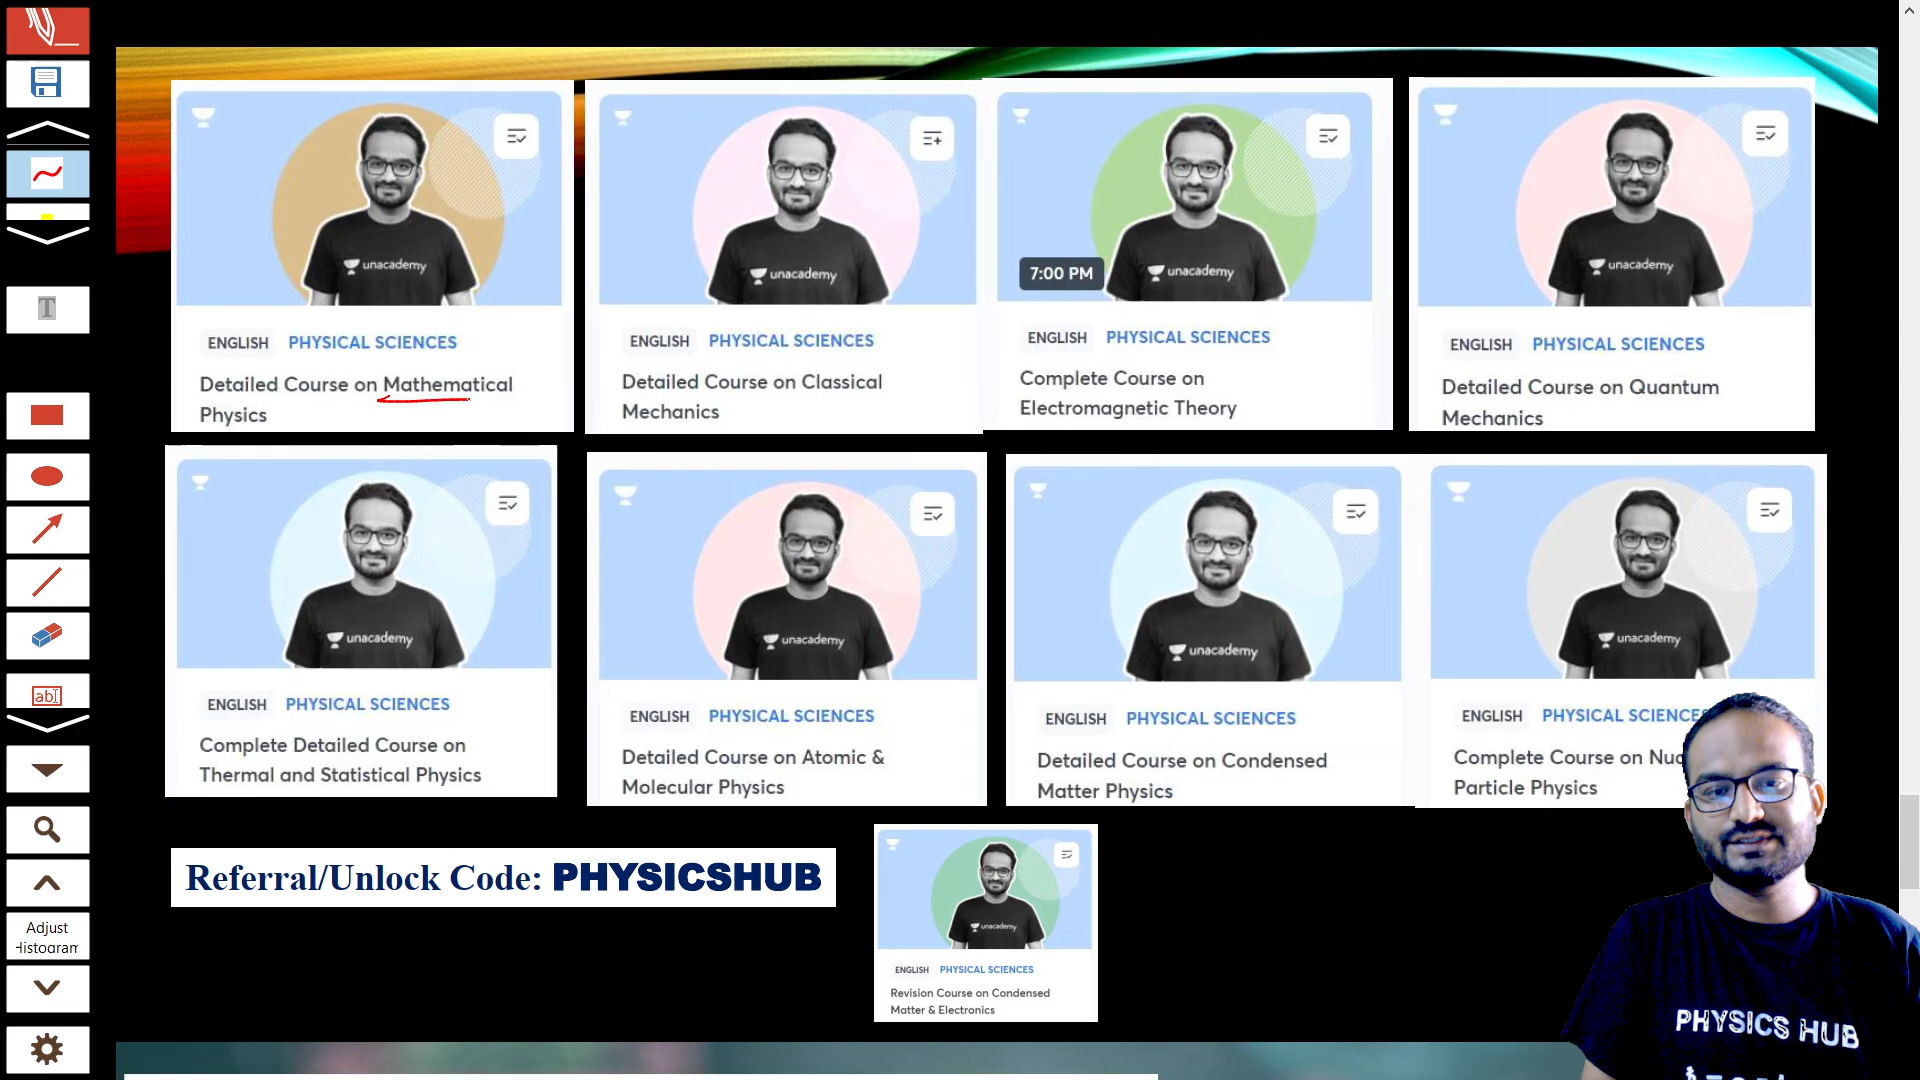 unacademy
ENGLISH PHYSICAL SCIENCES
Detailed Course on Mathematical
Physics
unacademy
ENGLISH PHYSICAL SCIENCES
Detailed Course on Classical
Mechanics
7:00 PM
unacademy
ENGLISH PHYSICAL SCIENCES
Complete Course on
Electromagnetic Theory
unacademy
ENGLISH PHYSICAL SCIENCES
Detailed Course on Quantum
Mechanics
unacademy
ENGLISH PHYSICAL SCIENCES
Complete Detailed Course on
Thermal and Statistical Physics
unacademy
ENGLISH PHYSICAL SCIENCES
Detailed Course on Atomic &
Molecular Physics
unacademy
ENGLISH PHYSICAL SCIENCES
Detailed Course on Condensed
Matter Physics
unacademy
ENGLISH PHYSICAL SCIENCES
Complete Course on
Particle Physics
Referral/Unlock Code: PHYSICSHUB
unacademy
ENGLISH PHYSICAL SCIENCES
Revision Course on Condensed
Matter & Electronics
PHYSICS HUB
T
abI
Adjust
Histogram